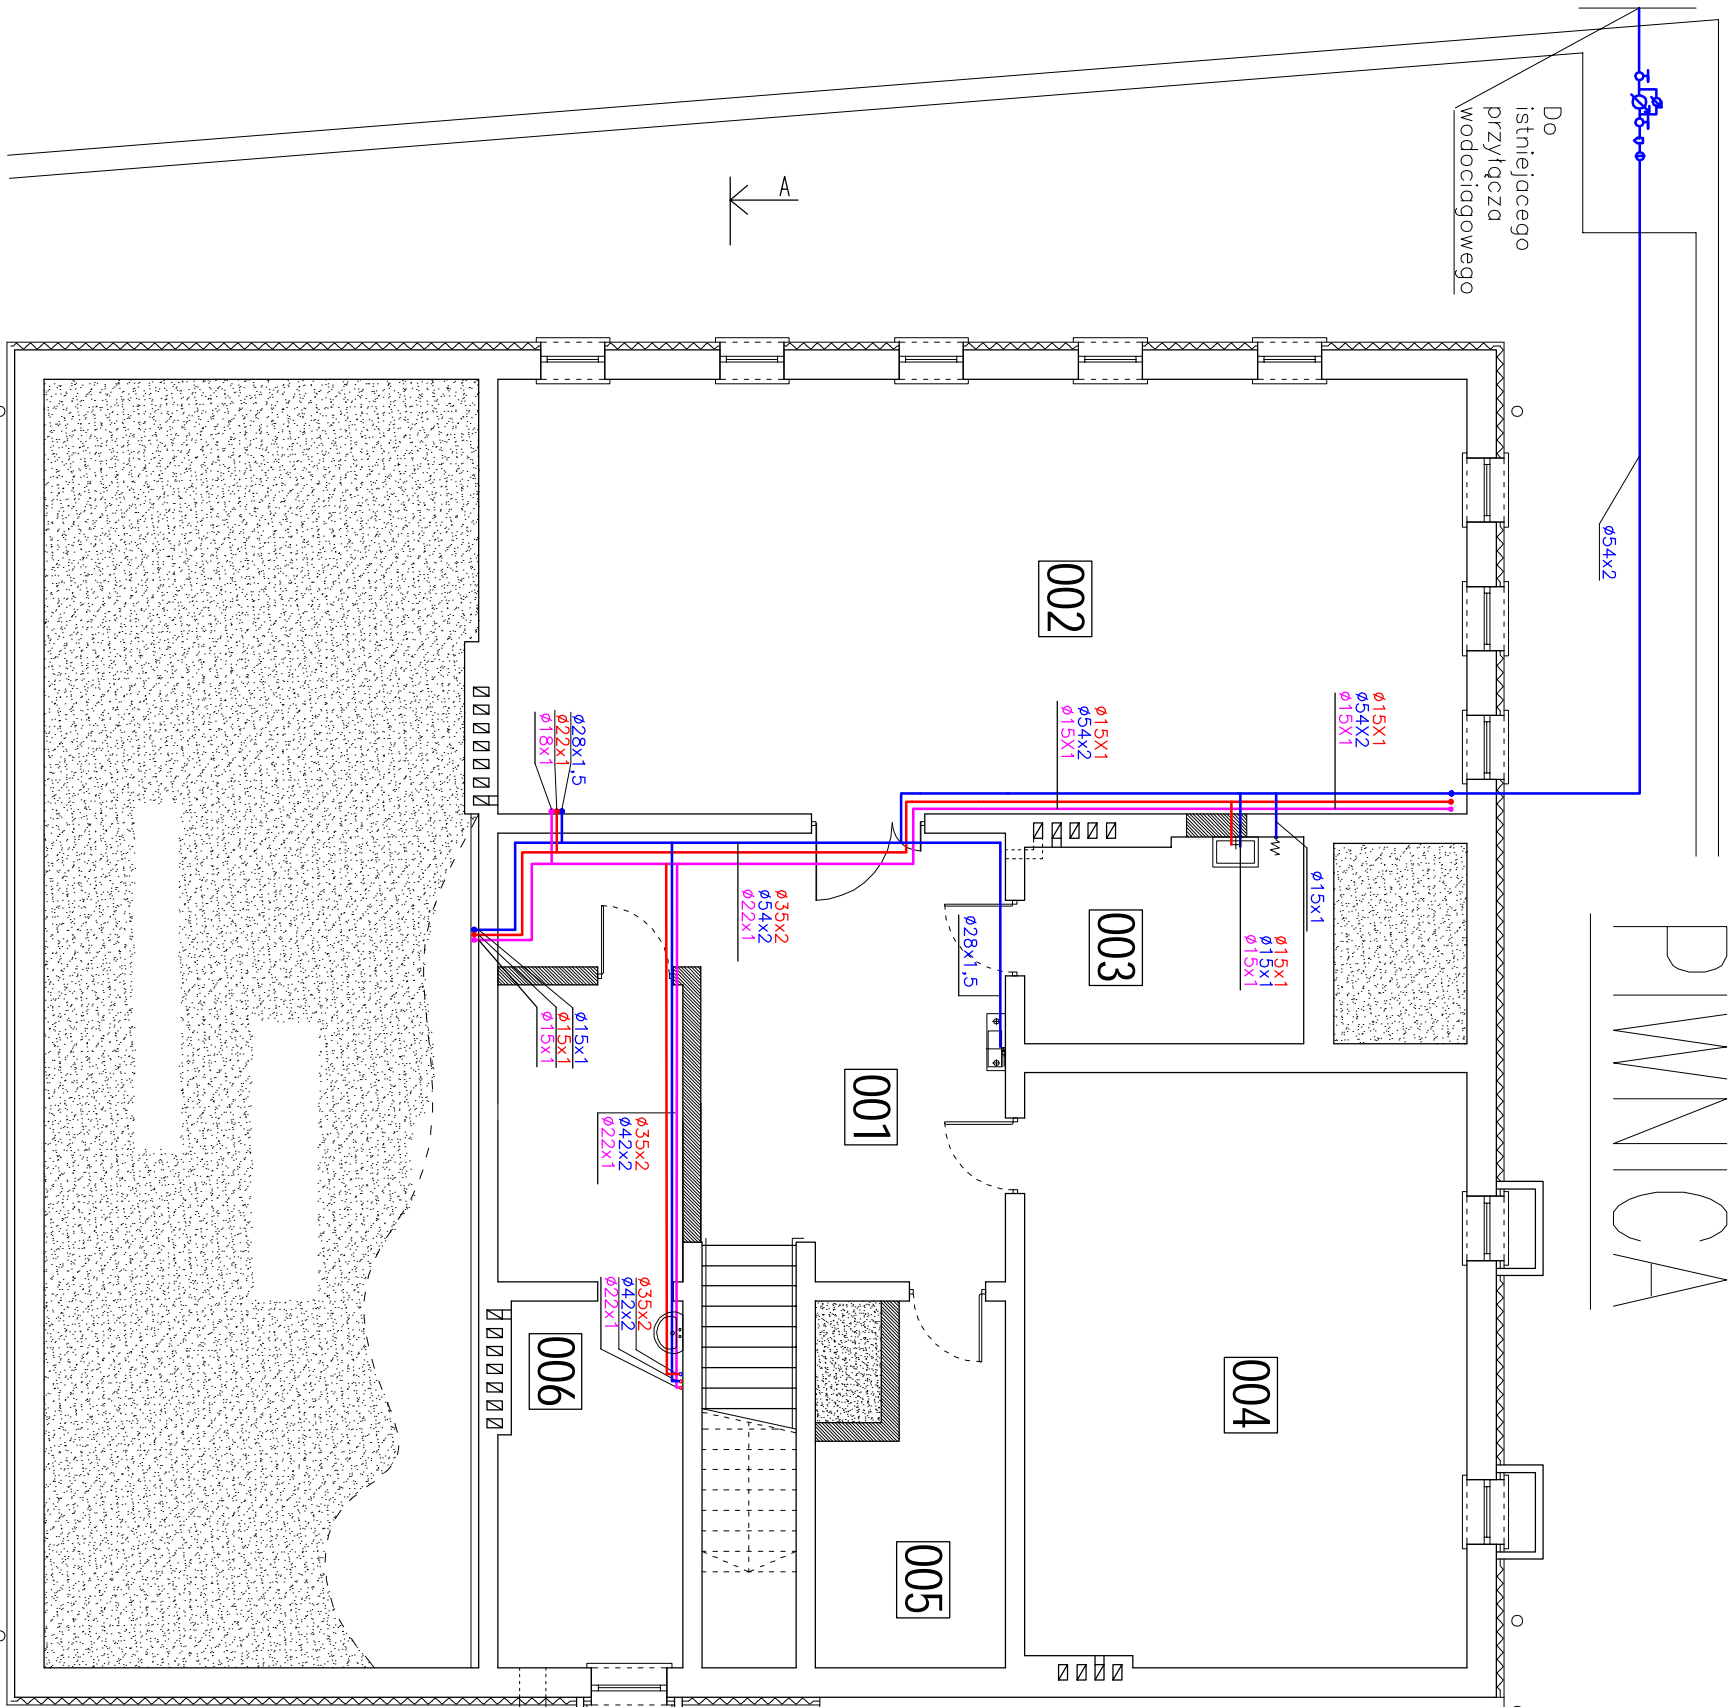 PIWNICA
Do
istniejącego
przyłącza
wodociągowego
ø54x2
A
002
ø15X1
ø54X2
ø15X1
ø15X1
ø54x2
ø15X1
ø28x1,5
ø22x1
ø18x1
ø15x1
ø15x1
ø15x1
ø15x1
003
ø28x1,5
ø35x2
ø54x2
ø22x1
ø15x1
ø15x1
ø15x1
001
ø35x2
ø42x2
ø22x1
ø35x2
ø42x2
ø22x1
004
005
006